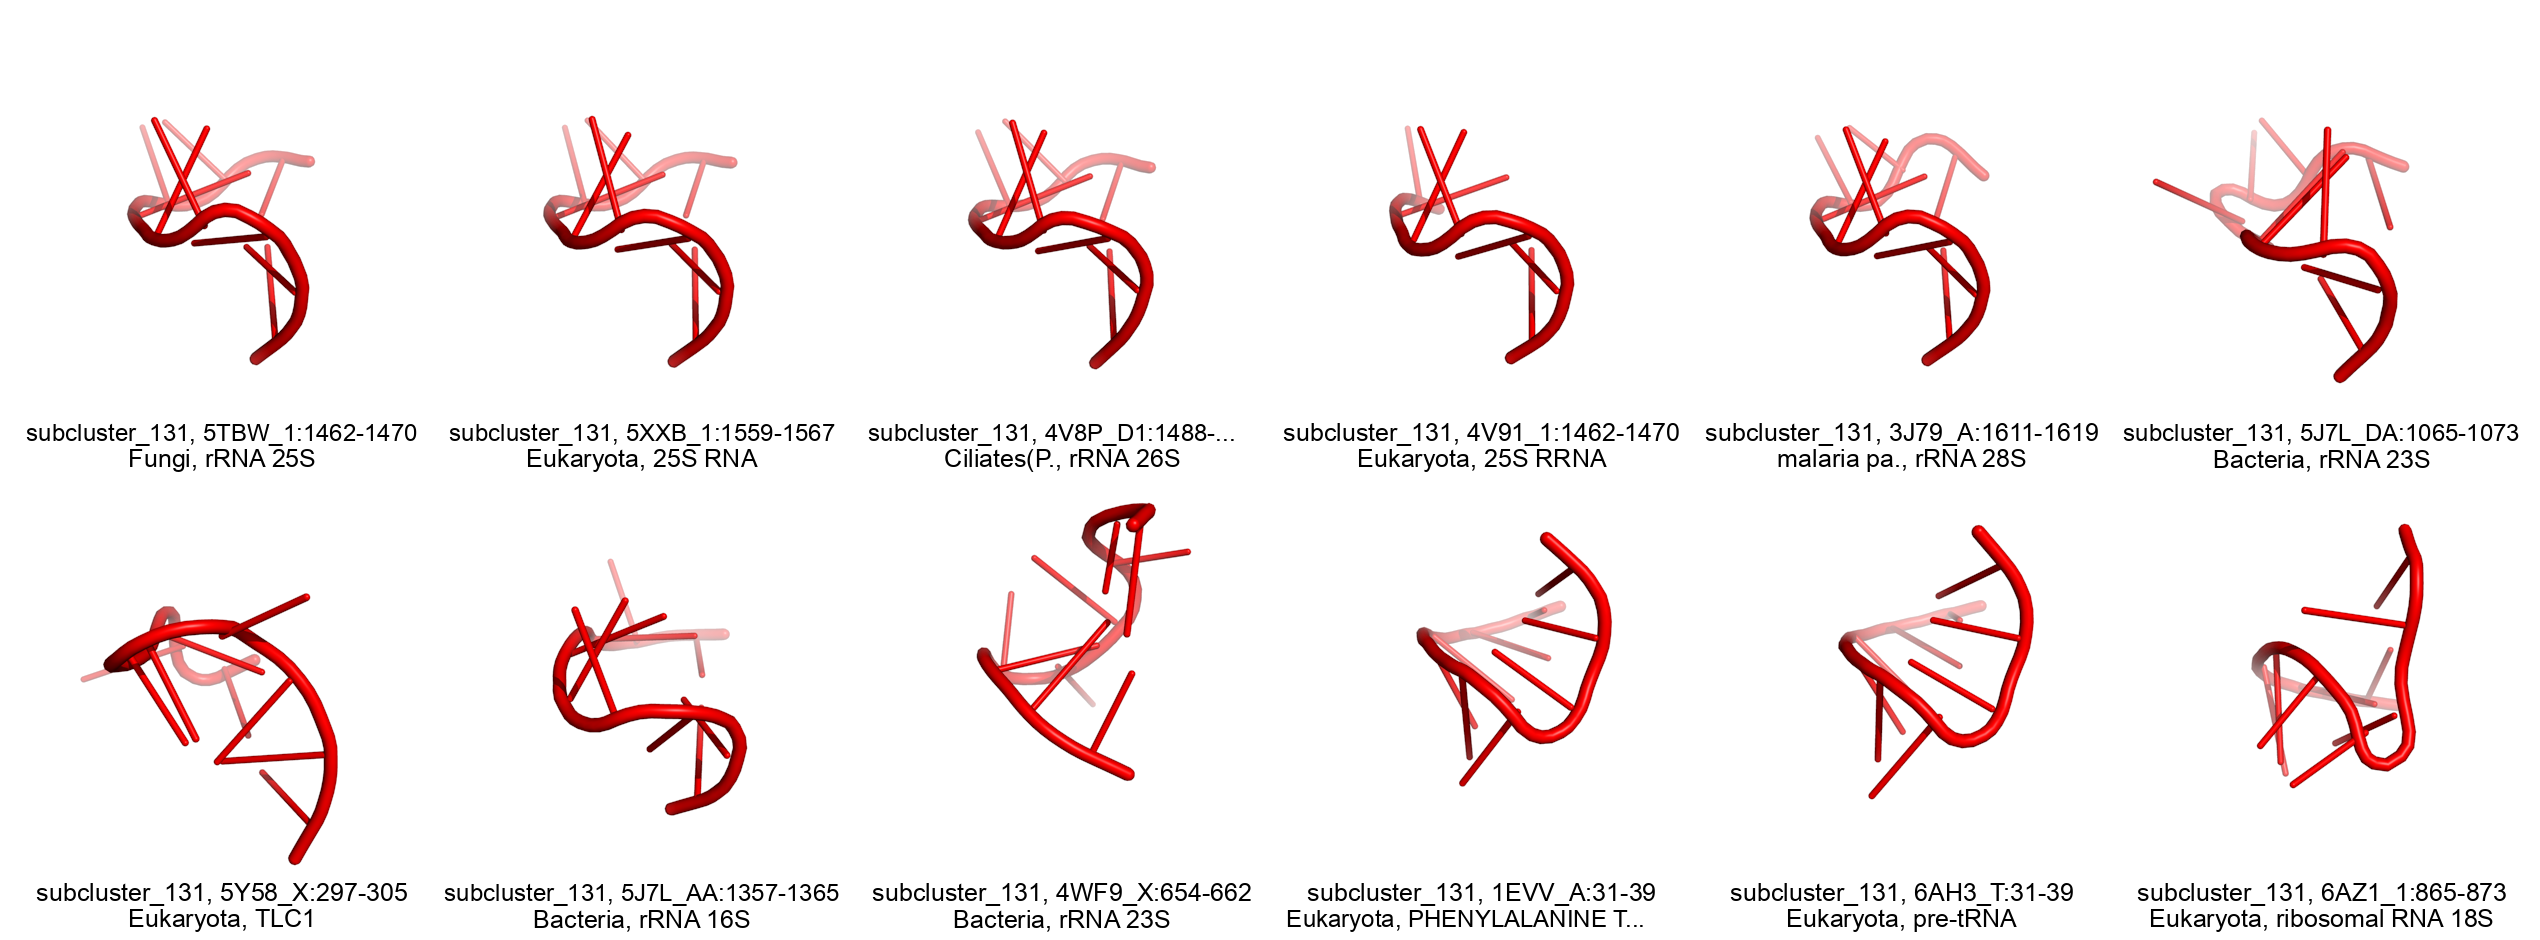 subcluster_131, 5TBW_1:1462-1470
Fungi, rRNA 25S
subcluster_131, 5XXB_1:1559-1567
Eukaryota, 25S RNA
subcluster_131, 4V8P_D1:1488-...
Ciliates(P., rRNA 26S
subcluster_131, 4V91_1:1462-1470
Eukaryota, 25S RRNA
subcluster_131, 3J79_A:1611-1619
malaria pa., rRNA 28S
subcluster_131, 5J7L_DA:1065-1073
Bacteria, rRNA 23S
subcluster_131, 5Y58_X:297-305
Eukaryota, TLC1
subcluster_131, 5J7L_AA:1357-1365
Bacteria, rRNA 16S
subcluster_131, 4WF9_X:654-662
Bacteria, rRNA 23S
subcluster_131, 1EVV_A:31-39
Eukaryota, PHENYLALANINE T...
subcluster_131, 6AH3_T:31-39
Eukaryota, pre-tRNA
subcluster_131, 6AZ1_1:865-873
Eukaryota, ribosomal RNA 18S